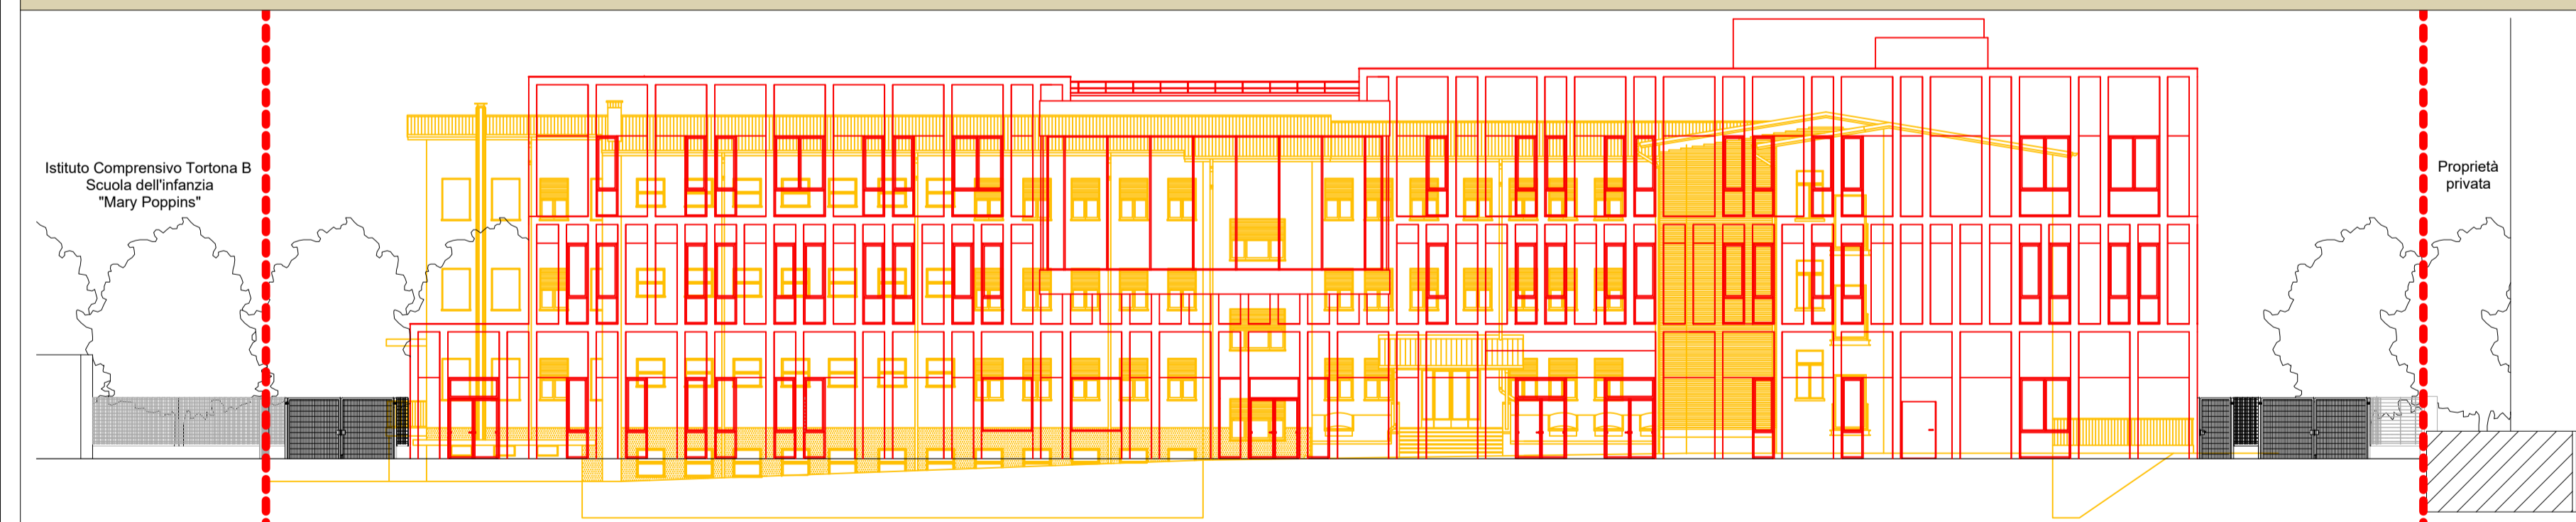 Istituto Comprensivo Tortona B
Scuola dell'infanzia
"Mary Poppins"
Proprietà
privata